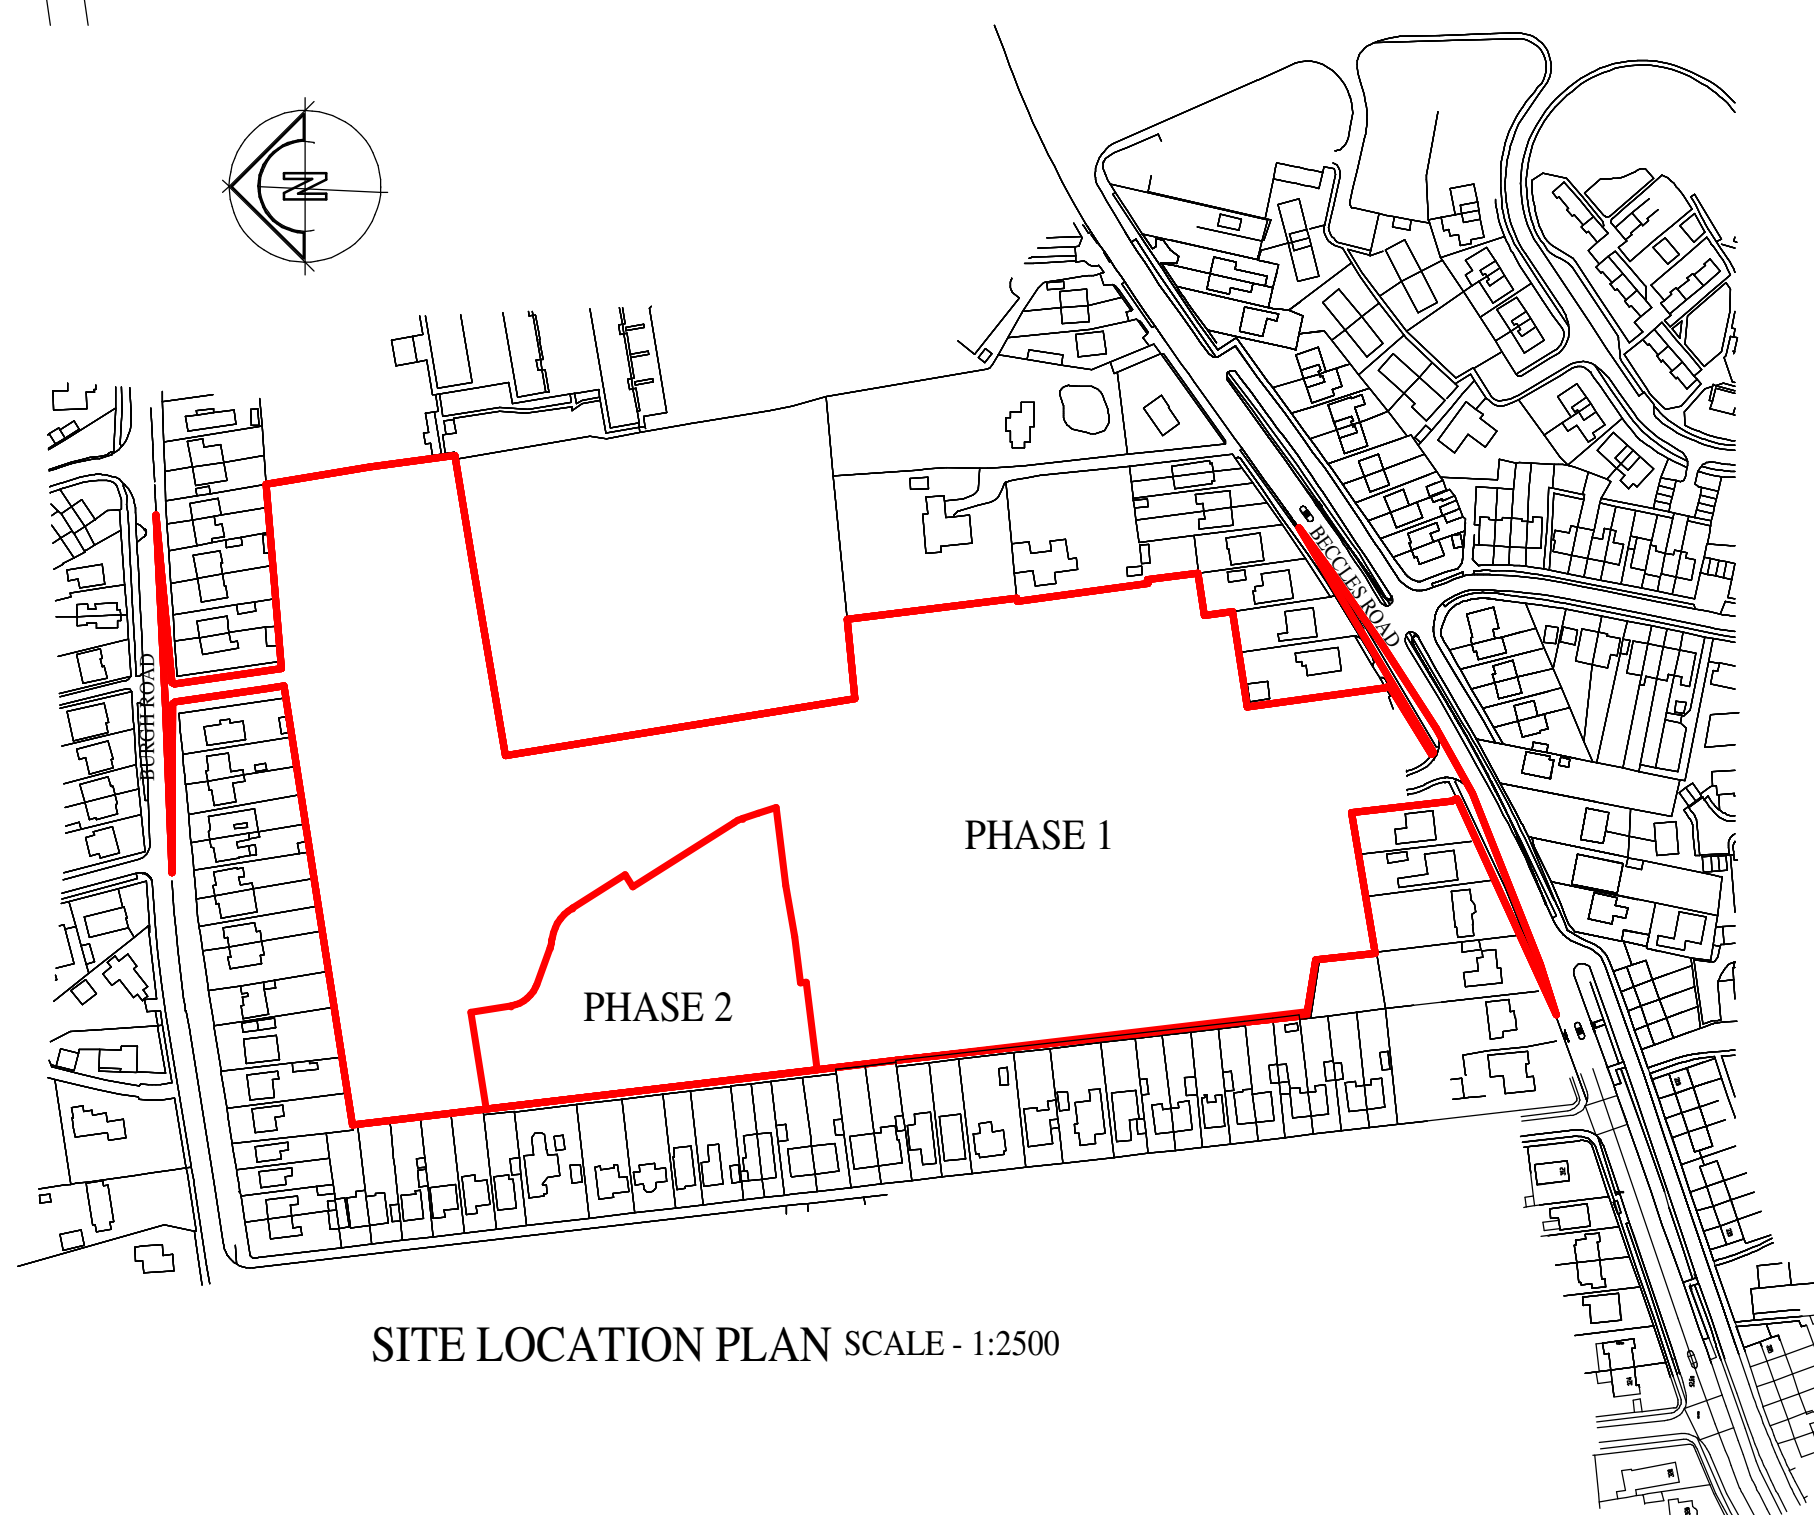 N
BECCLES ROAD
BURGH ROAD
PHASE 1
PHASE 2
SITE LOCATION PLAN SCALE - 1:2500